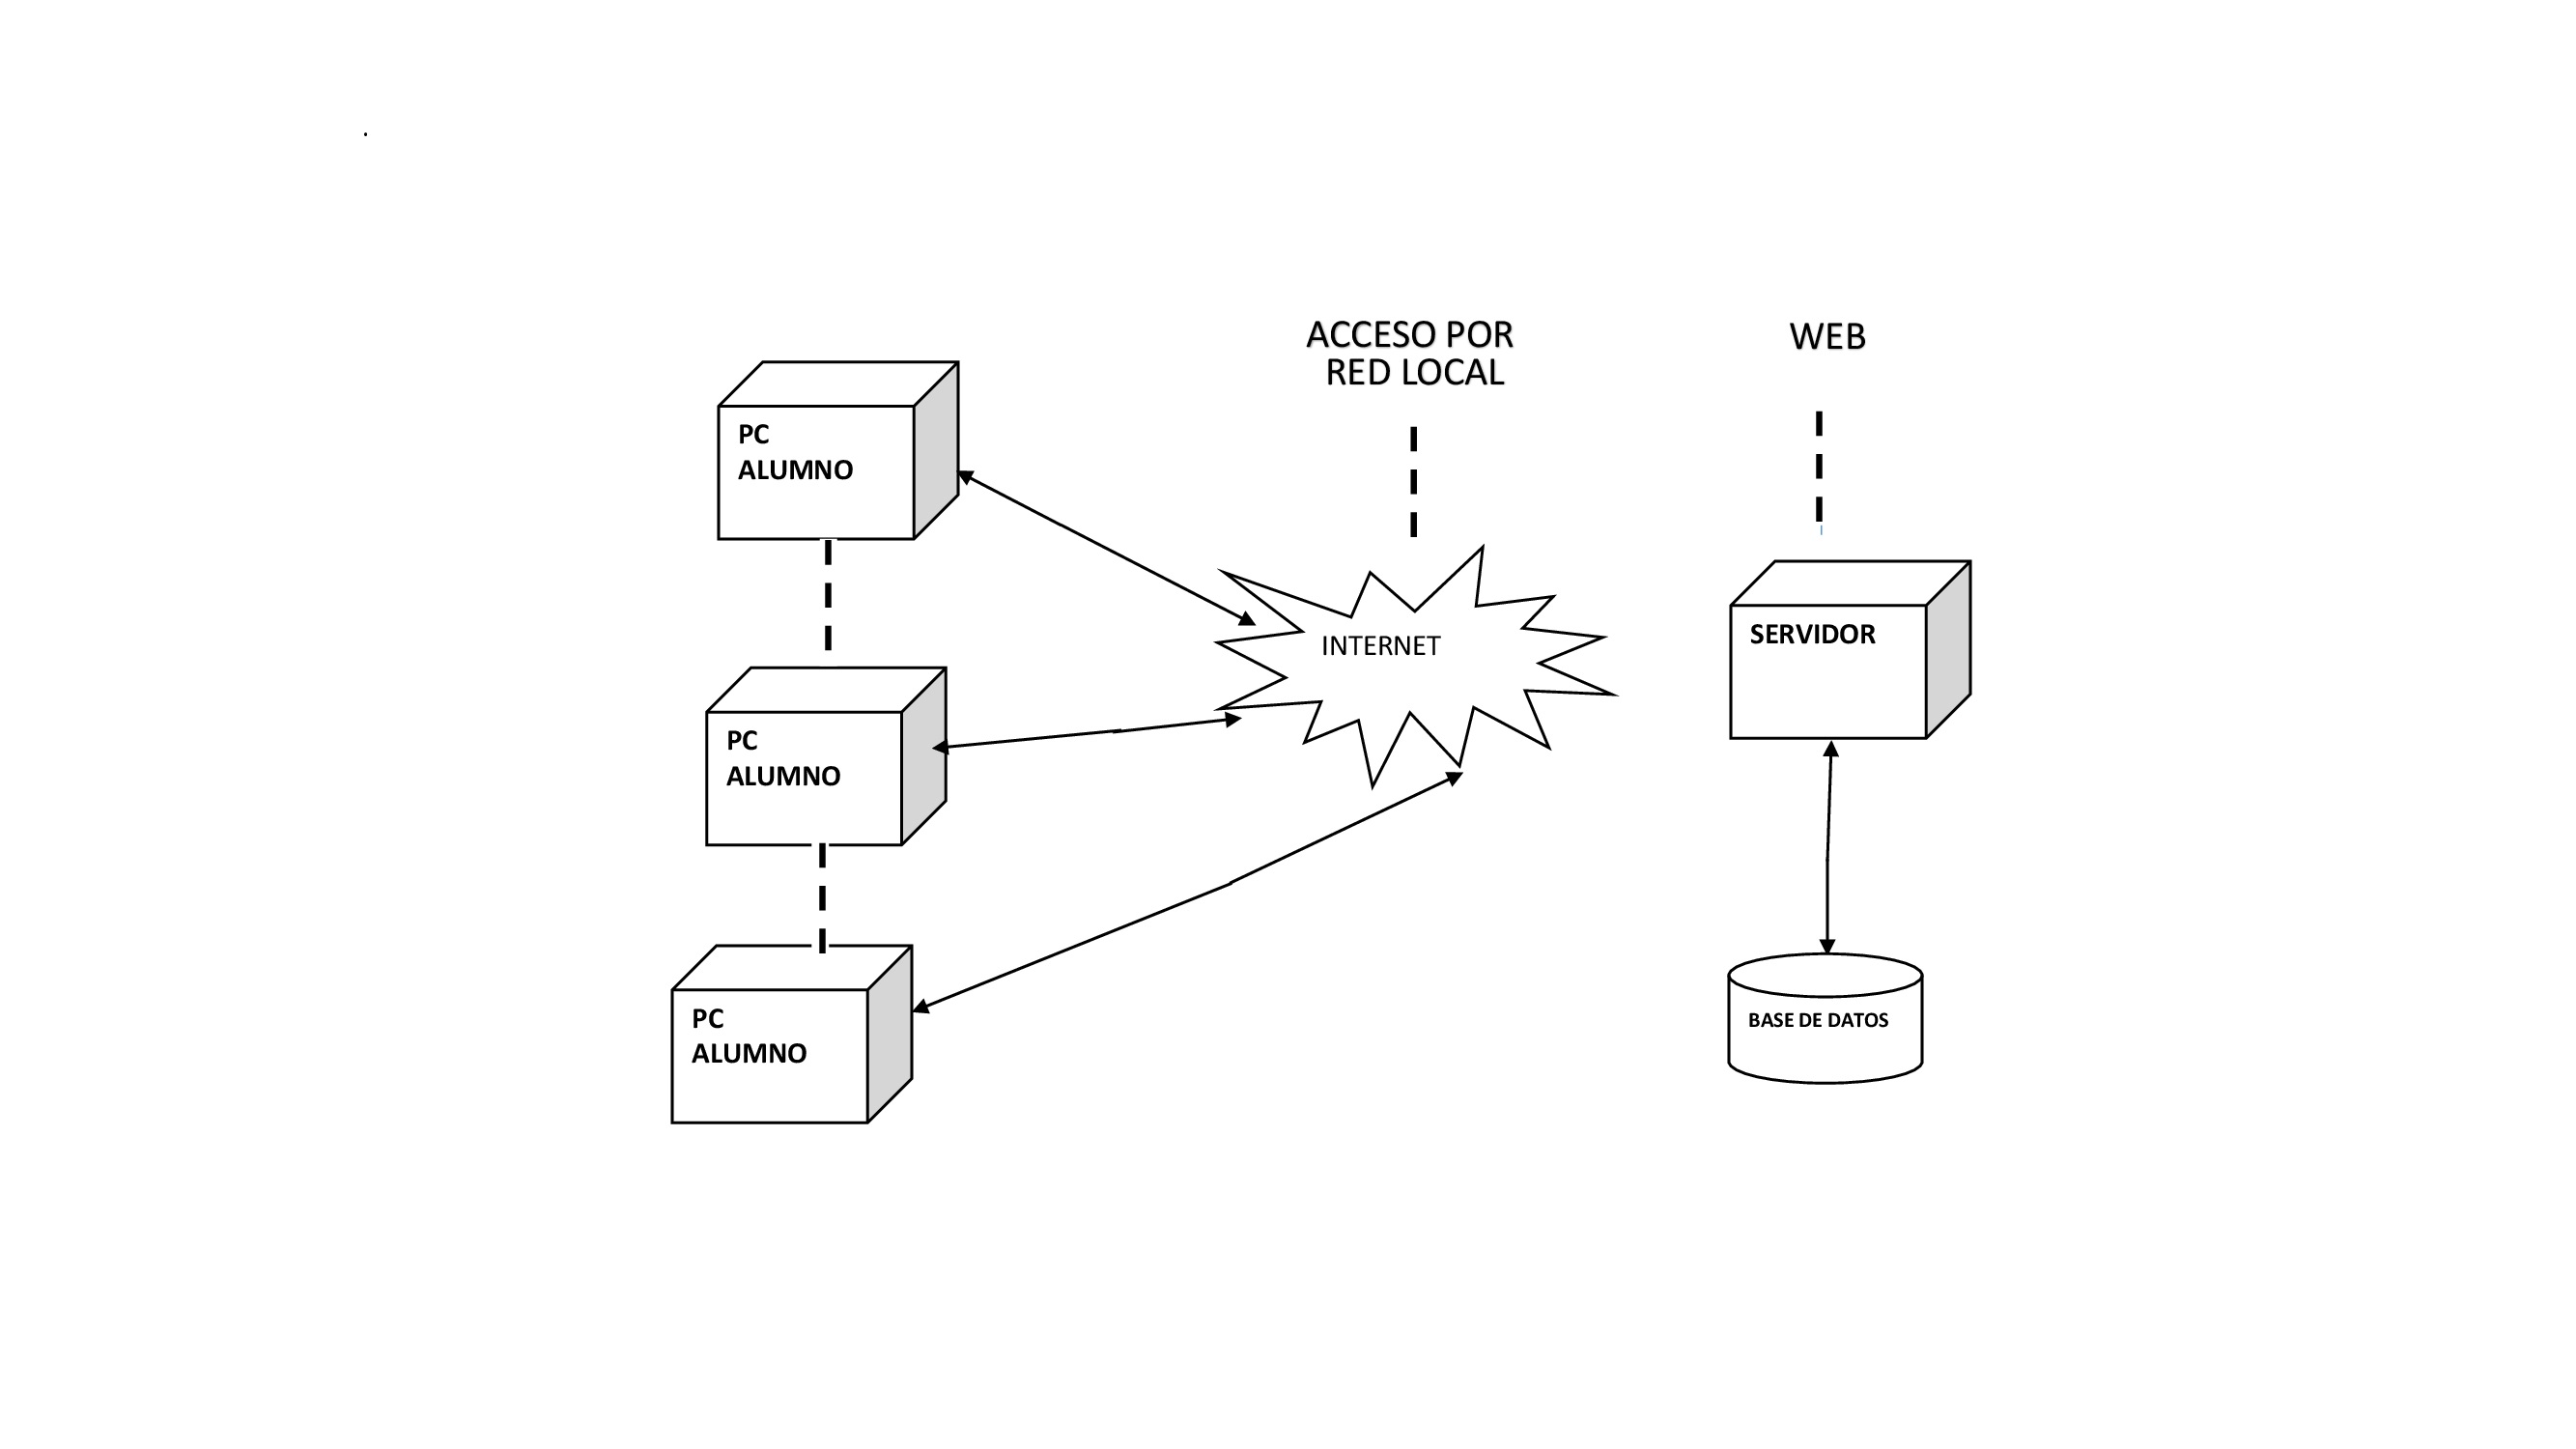 ACCESO POR
RED LOCAL
WEB
PC
ALUMNO
INTERNET
SERVIDOR
PC
ALUMNO
PC
ALUMNO
BASE DE DATOS